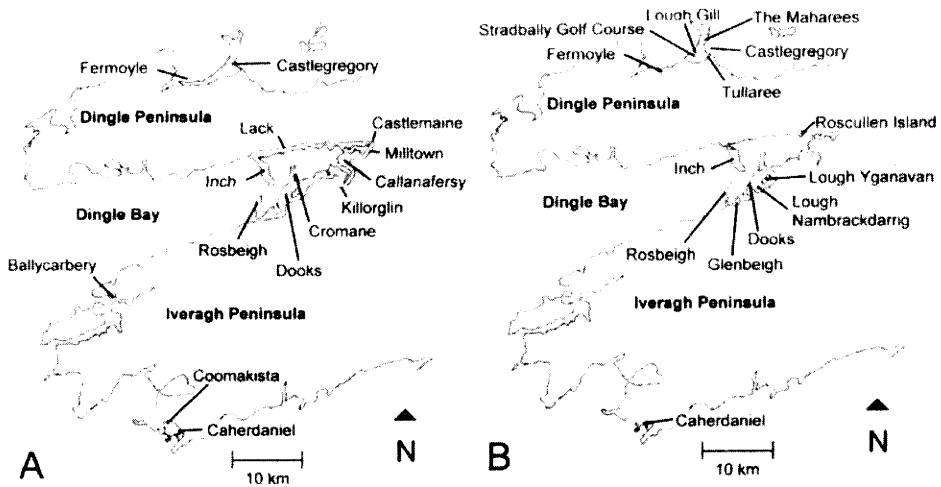 Fermoyle
Castlegregory
Dingle Peninsula
Lack
Castlemaine
Milltown
Inch
Callanafersy
Dingle Bay
Killorglin
Cromane
Rosbeigh
Dooks
Ballycarbery
Iveragh Peninsula
Coomakista
Caherdaniel
A
10 km
N
Lough Gill
The Maharees
Stradbally Golf Course
Fermoyle
Castlegregory
Tullaree
Dingle Peninsula
Roscullen Island
Inch
Lough Yganavan
Dingle Bay
Lough
Nambrackdarrig
Dooks
Rosbeigh
Glenbeigh
Iveragh Peninsula
Caherdaniel
B
10 km
N